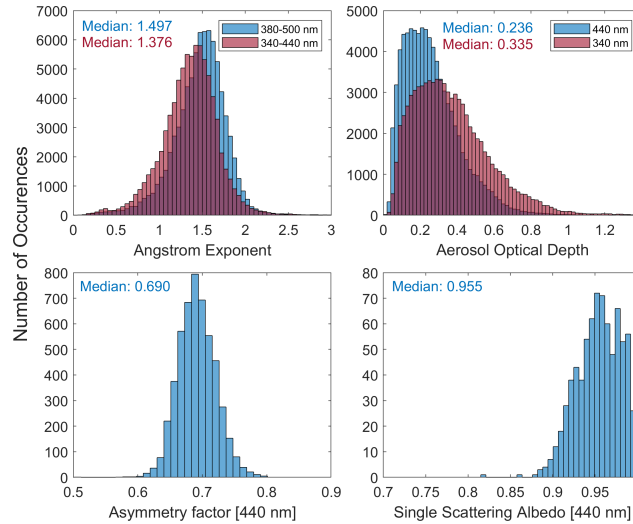 Number of Occurences
7000
6000
5000
4000
3000
2000
1000
0
Median: 1.497
Median: 1.376
380-500 nm
340-440 nm
0 0.5 1 1.5 2 2.5 3
Angstrom Exponent
5000
4000
3000
2000
1000
0
Median: 0.236
Median: 0.335
440 nm
340 nm
0 0.2 0.4 0.6 0.8 1 1.2
Aerosol Optical Depth
800
700
600
500
400
300
200
100
0
Median: 0.690
0.5 0.6 0.7 0.8 0.9
Asymmetry factor [440 nm]
80
70
60
50
40
30
20
10
0
Median: 0.955
0.7 0.75 0.8 0.85 0.9 0.95
Single Scattering Albedo [440 nm]